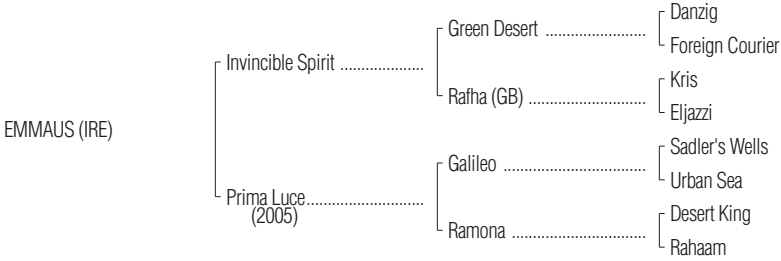 Danzig
Green Desert ........................
Foreign Courier
Invincible Spirit ...................
Kris
Rafha (GB) ............................
Eljazzi
EMMAUS (IRE)
Sadler's Wells
Galileo ..................................
Urban Sea
Prima Luce..........................
(2005)
Desert King
Ramona ................................
Rahaam